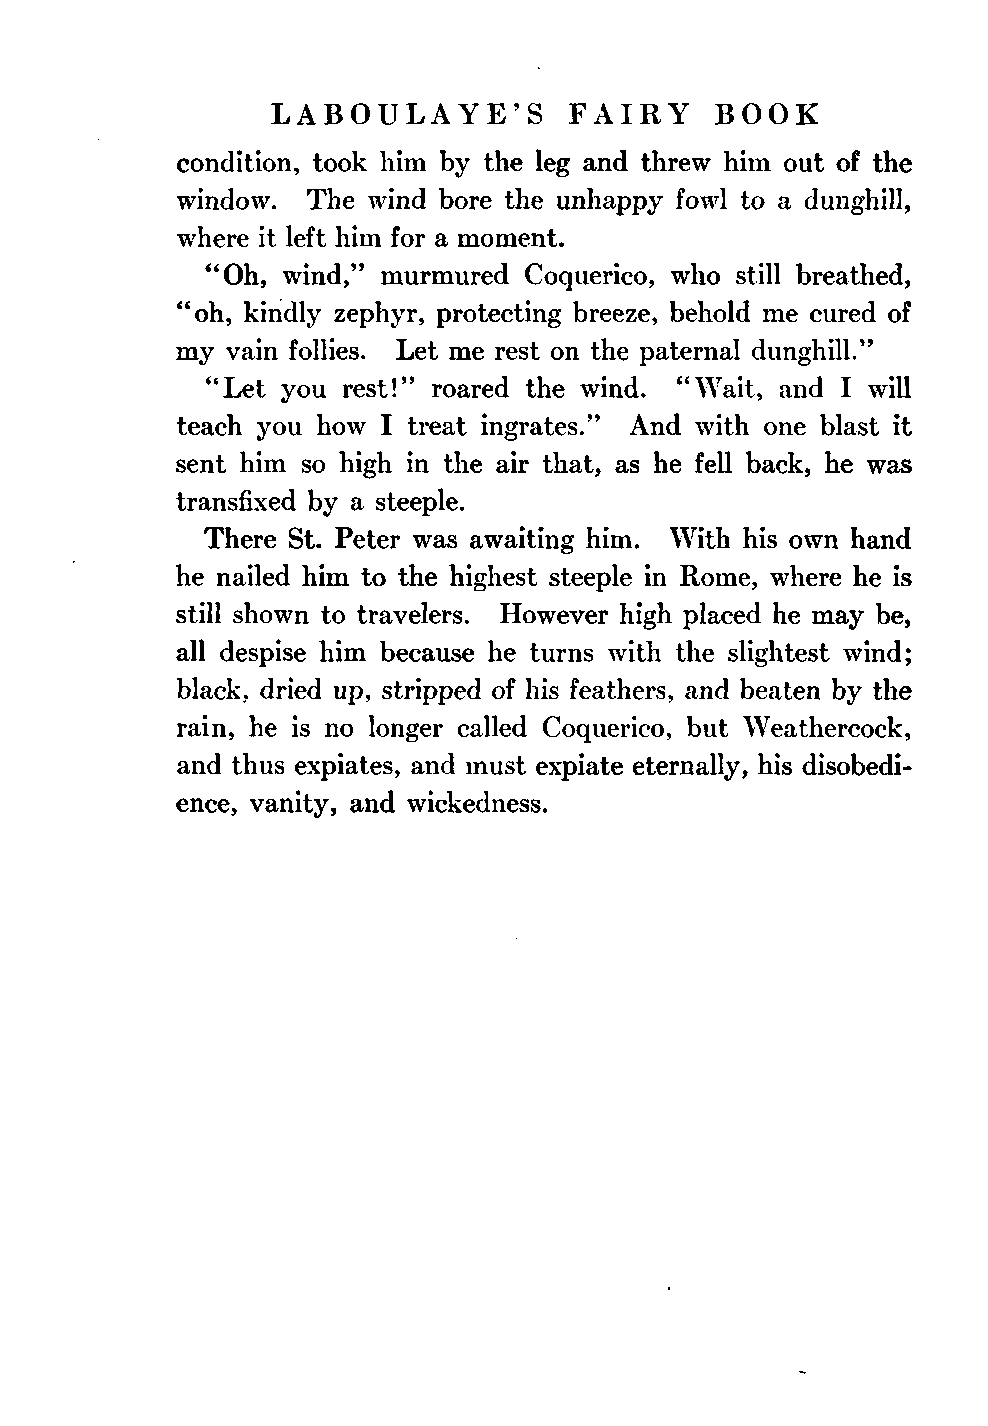 LABOULAYE'S FAIRY BOOK
condition, took him by the leg and threw him out of the
window. The wind bore the unhappy fowl to a dunghill,
where it left him for a moment.
"Oh, wind," murmured Coquerico, who still breathed,
"oh, kindly zephyr, protecting breeze, behold me cured of
my vain follies. Let me rest on the paternal dunghill."
"Let you rest!" roared the wind. "Wait, and I will
teach you how I treat ingrates." And with one blast it
sent him so high in the air that, as he fell back, he was
transfixed by a steeple.
There St. Peter was awaiting him. With his own hand
he nailed him to the highest steeple in Rome, where he is
still shown to travelers. However high placed he may be,
all despise him because he turns with the slightest wind;
black, dried up, stripped of his feathers, and beaten by the
rain, he is no longer called Coquerico, but Weathercock,
and thus expiates, and must expiate eternally, his disobedi-
ence, vanity, and wickedness.